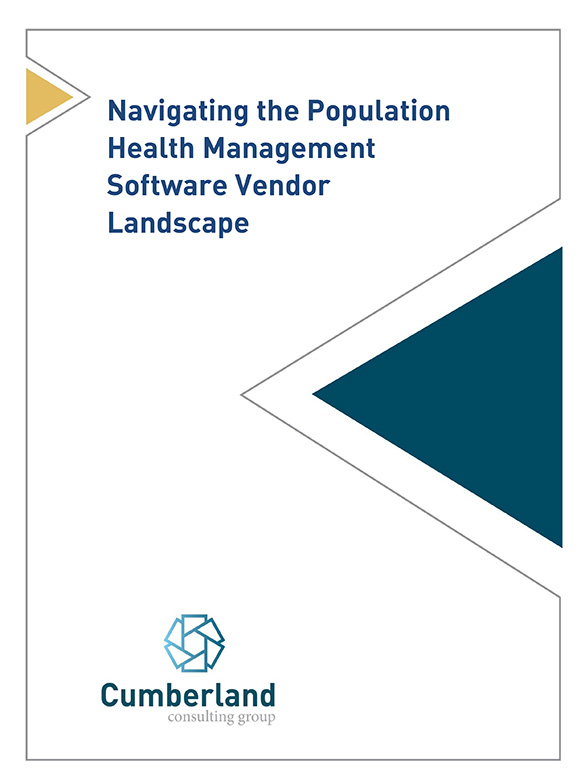 Navigating the Population
Health Management
Software Vendor
Landscape
Cumberland
consulting group